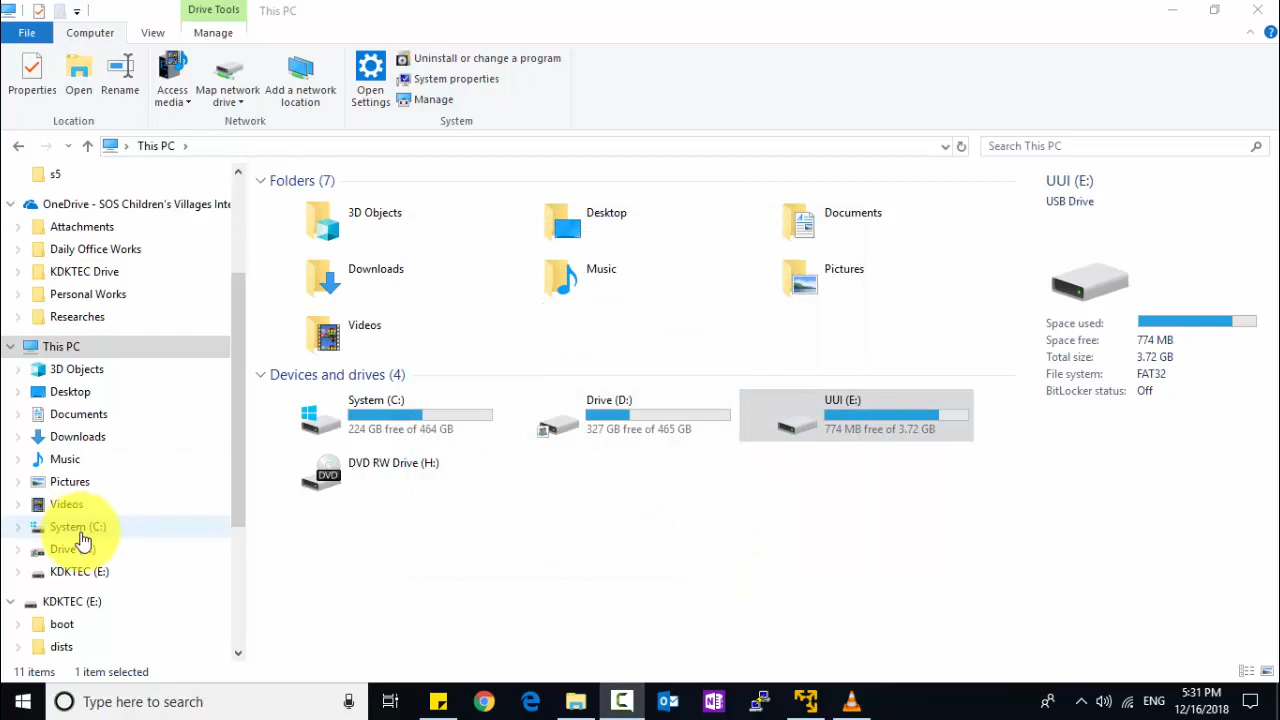 Drive Tools
This PC
File
Computer
View
Manage
Properties
Open
Rename
Access media
Map network drive
Add a network location
Open Settings
Uninstall or change a program
System properties
Manage
Location
Network
System
This PC
Search This PC
s5
OneDrive - SOS Children's Villages Inte
Attachments
Daily Office Works
KDKTEC Drive
Personal Works
Researches
This PC
3D Objects
Desktop
Documents
Downloads
Music
Pictures
Videos
System (C:)
Drive
KDKTEC (E:)
KDKTEC (E:)
boot
dists
Folders (7)
3D Objects
Desktop
Documents
Downloads
Music
Pictures
Videos
Devices and drives (4)
System (C:)
224 GB free of 464 GB
Drive (D:)
327 GB free of 465 GB
UUI (E:)
774 MB free of 3.72 GB
DVD
DVD RW Drive (H:)
UUI (E:)
USB Drive
Space used:
Space free: 774 MB
Total size: 3.72 GB
File system: FAT32
BitLocker status: Off
11 items 1 item selected
Type here to search
ENG
5:31 PM
12/16/2018